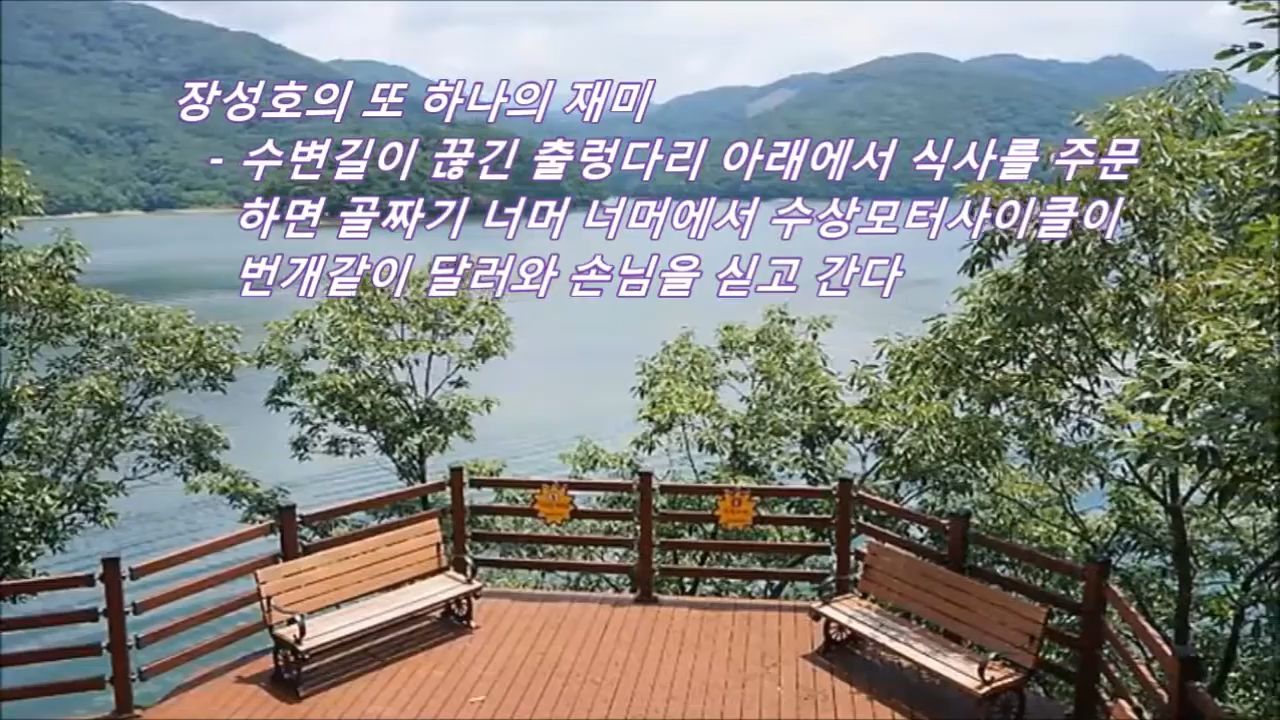 장성호의 또 하나의 재미
- 수변길이 끊긴 출렁다리 아래에서 식사를 주문
하면 골짜기 너머 너머에서 수상모터사이클이
번개같이 달러와 손님을 싣고 간다